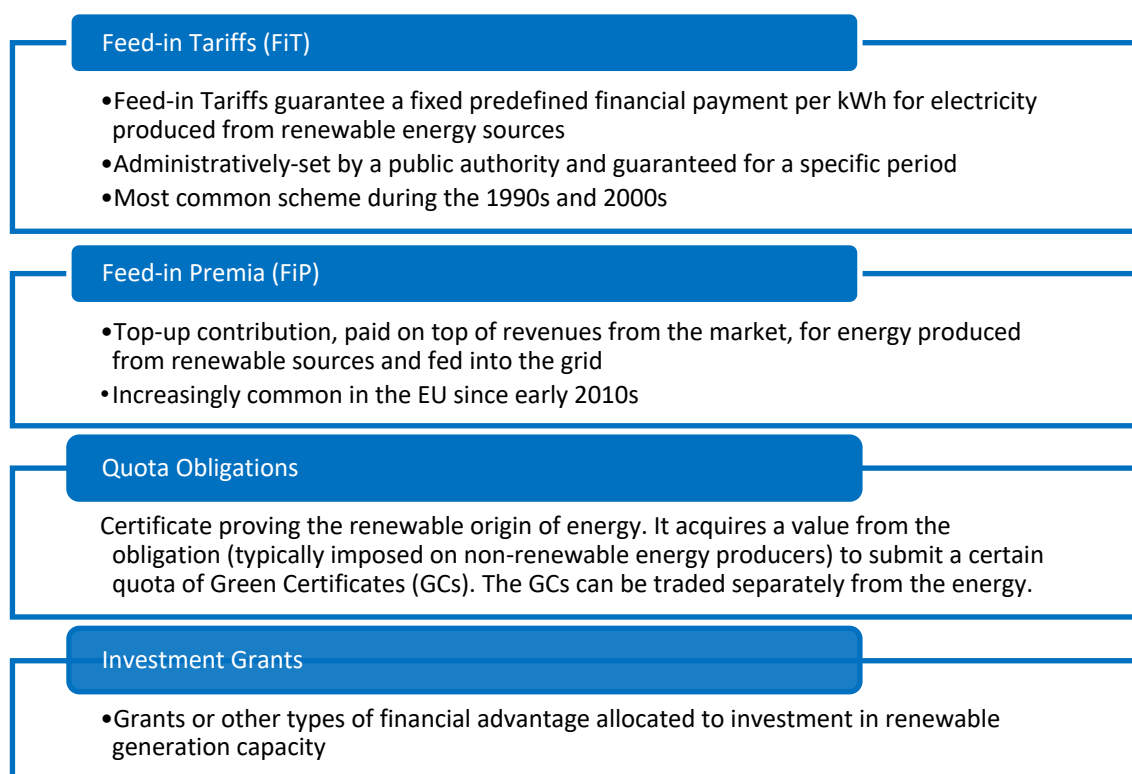 Feed-in Tariffs (FiT)
•Feed-in Tariffs guarantee a fixed predefined financial payment per kWh for electricity
produced from renewable energy sources
•Administratively-set by a public authority and guaranteed for a specific period
•Most common scheme during the 1990s and 2000s
Feed-in Premia (FiP)
•Top-up contribution, paid on top of revenues from the market, for energy produced
from renewable sources and fed into the grid
•Increasingly common in the EU since early 2010s
Quota Obligations
Certificate proving the renewable origin of energy. It acquires a value from the
obligation (typically imposed on non-renewable energy producers) to submit a certain
quota of Green Certificates (GCs). The GCs can be traded separately from the energy.
Investment Grants
•Grants or other types of financial advantage allocated to investment in renewable
generation capacity